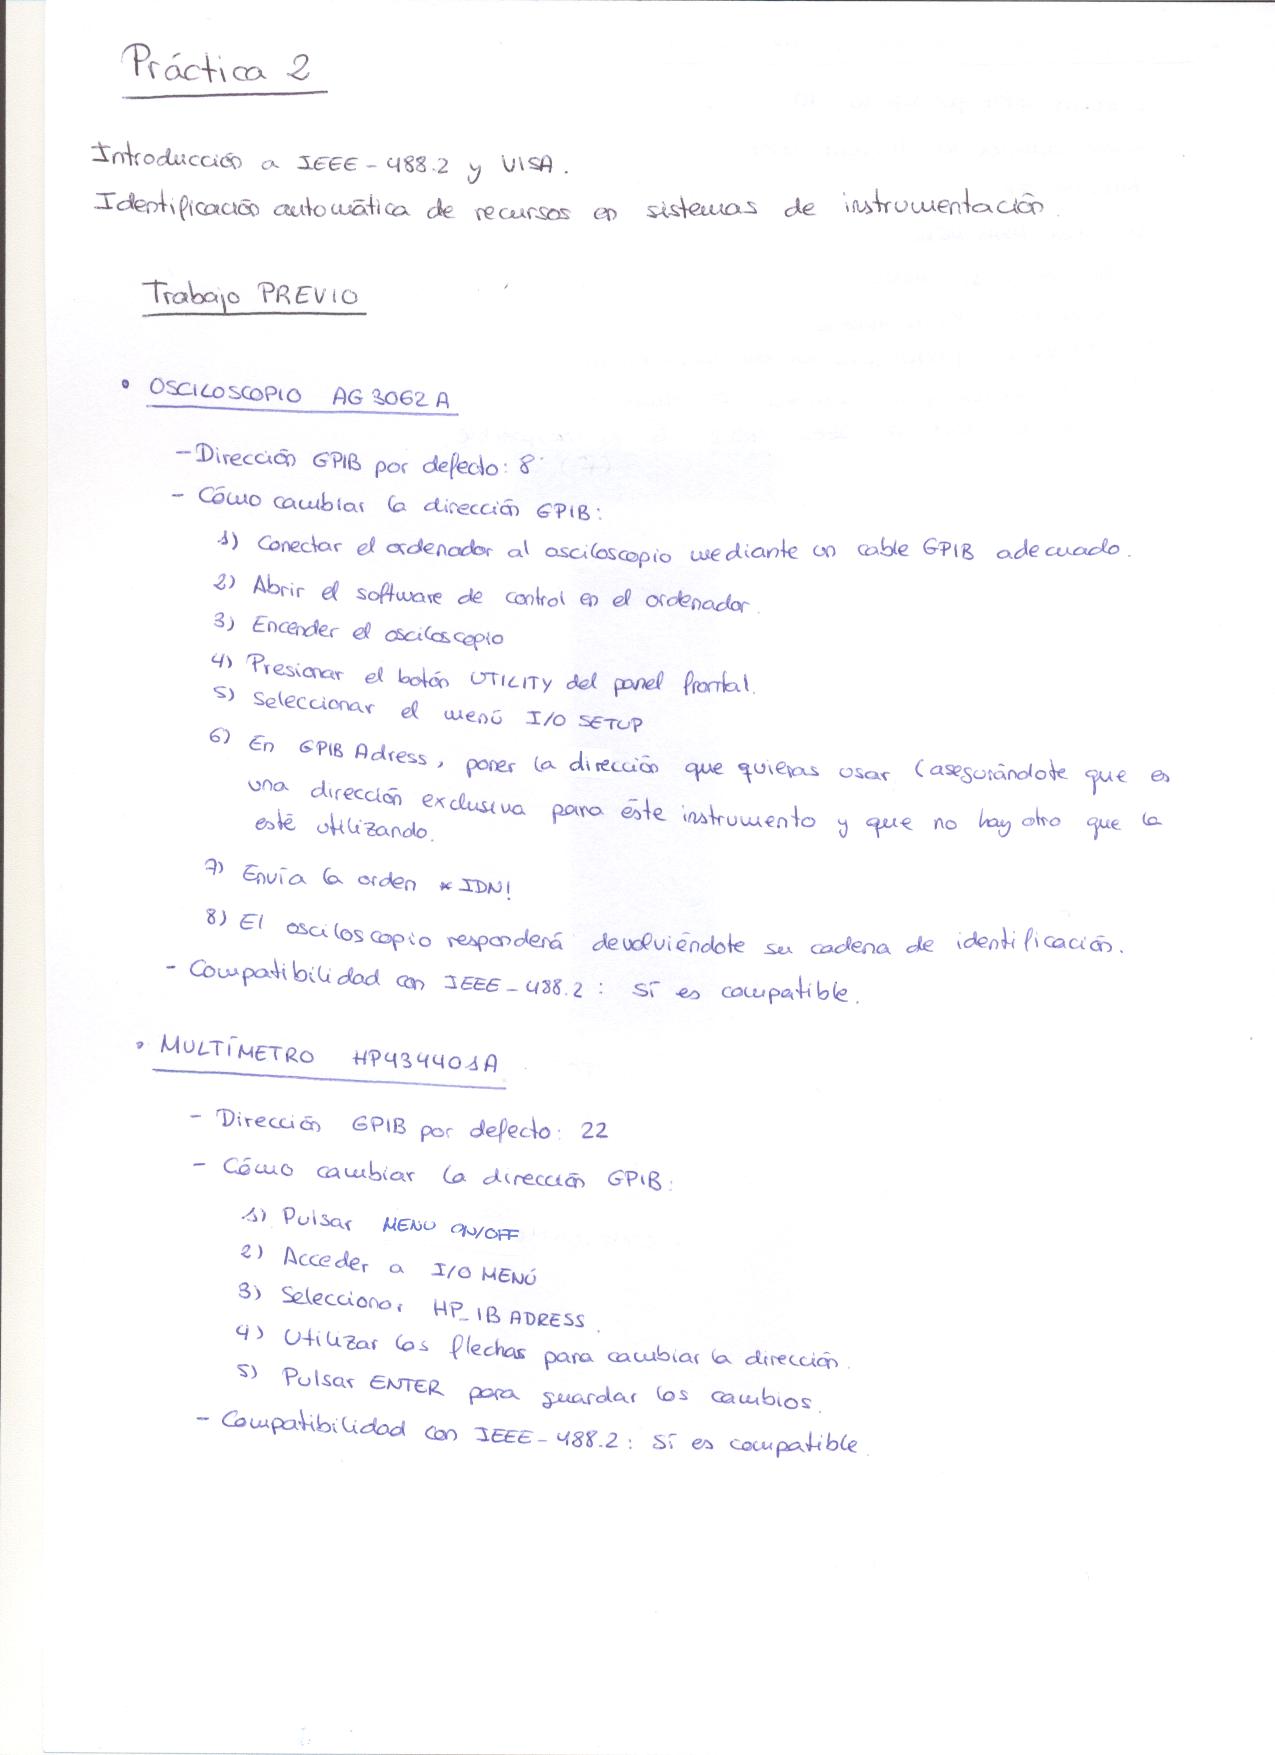 Práctica 2
Introducción a IEEE-488.2 y VISA.
Identificación automática de recursos en sistemas de instrumentación.
Trabajo PREVIO
• OSCILOSCOPIO AG3062A
- Dirección GPIB por defecto: 8
- Cómo cambiar la dirección GPIB:
1) Conectar el ordenador al osciloscopio mediante un cable GPIB adecuado.
2) Abrir el software de control en el ordenador.
3) Encender el osciloscopio
4) Presionar el botón UTILITY del panel frontal.
5) Seleccionar el menú I/O SETUP
6) En GPIB Adress, poner la dirección que quieras usar (asegurándote que es
una dirección exclusiva para éste instrumento y que no hay otro que la
esté utilizando.
7) Envía la orden *IDN!
8) El osciloscopio responderá devolviéndote su cadena de identificación.
- Compatibilidad con IEEE-488.2: Sí es compatible.
• MULTÍMETRO HP434401A
- Dirección GPIB por defecto: 22
- Cómo cambiar la dirección GPIB:
1) Pulsar MENU ON/OFF
2) Acceder a I/O MENÚ
3) Seleccionar HP_IB ADRESS.
4) Utilizar las flechas para cambiar la dirección.
5) Pulsar ENTER para guardar los cambios.
- Compatibilidad con IEEE-488.2: Sí es compatible.